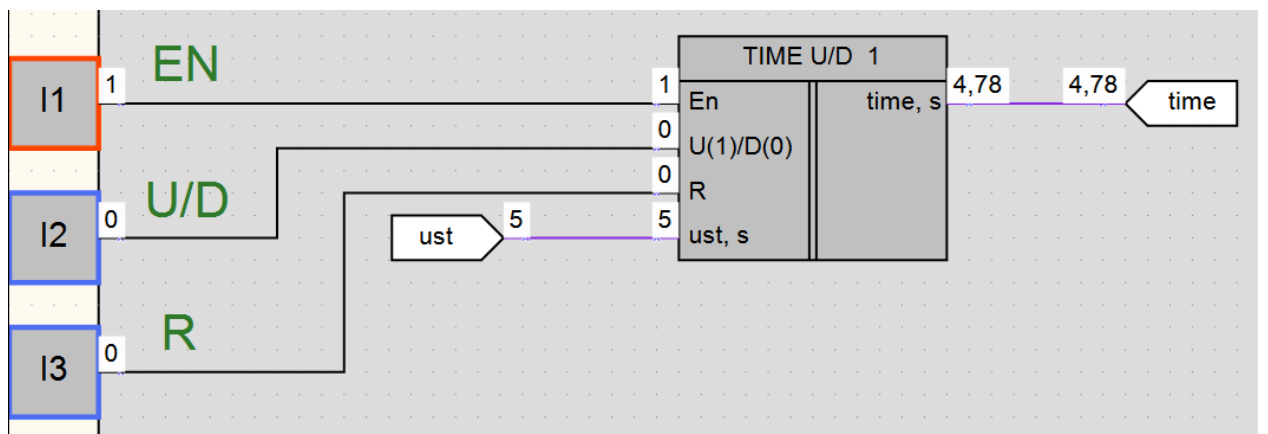 EN
TIME U/D 1
I1
1
1
En
time, s
4,78
4,78
time
0
U(1)/D(0)
U/D
0
R
I2
0
ust
5
5
ust, s
R
I3
0